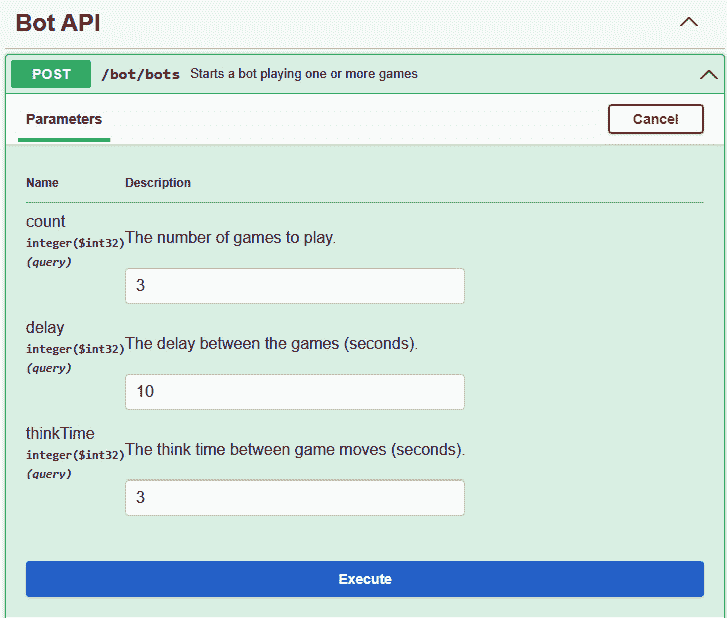 Bot API
POST /bot/bots Starts a bot playing one or more games
Parameters Cancel
Name Description
count
integer($int32) The number of games to play.
(query)
3
delay
integer($int32) The delay between the games (seconds).
(query)
10
thinkTime
integer($int32) The think time between game moves (seconds).
(query)
3
Execute